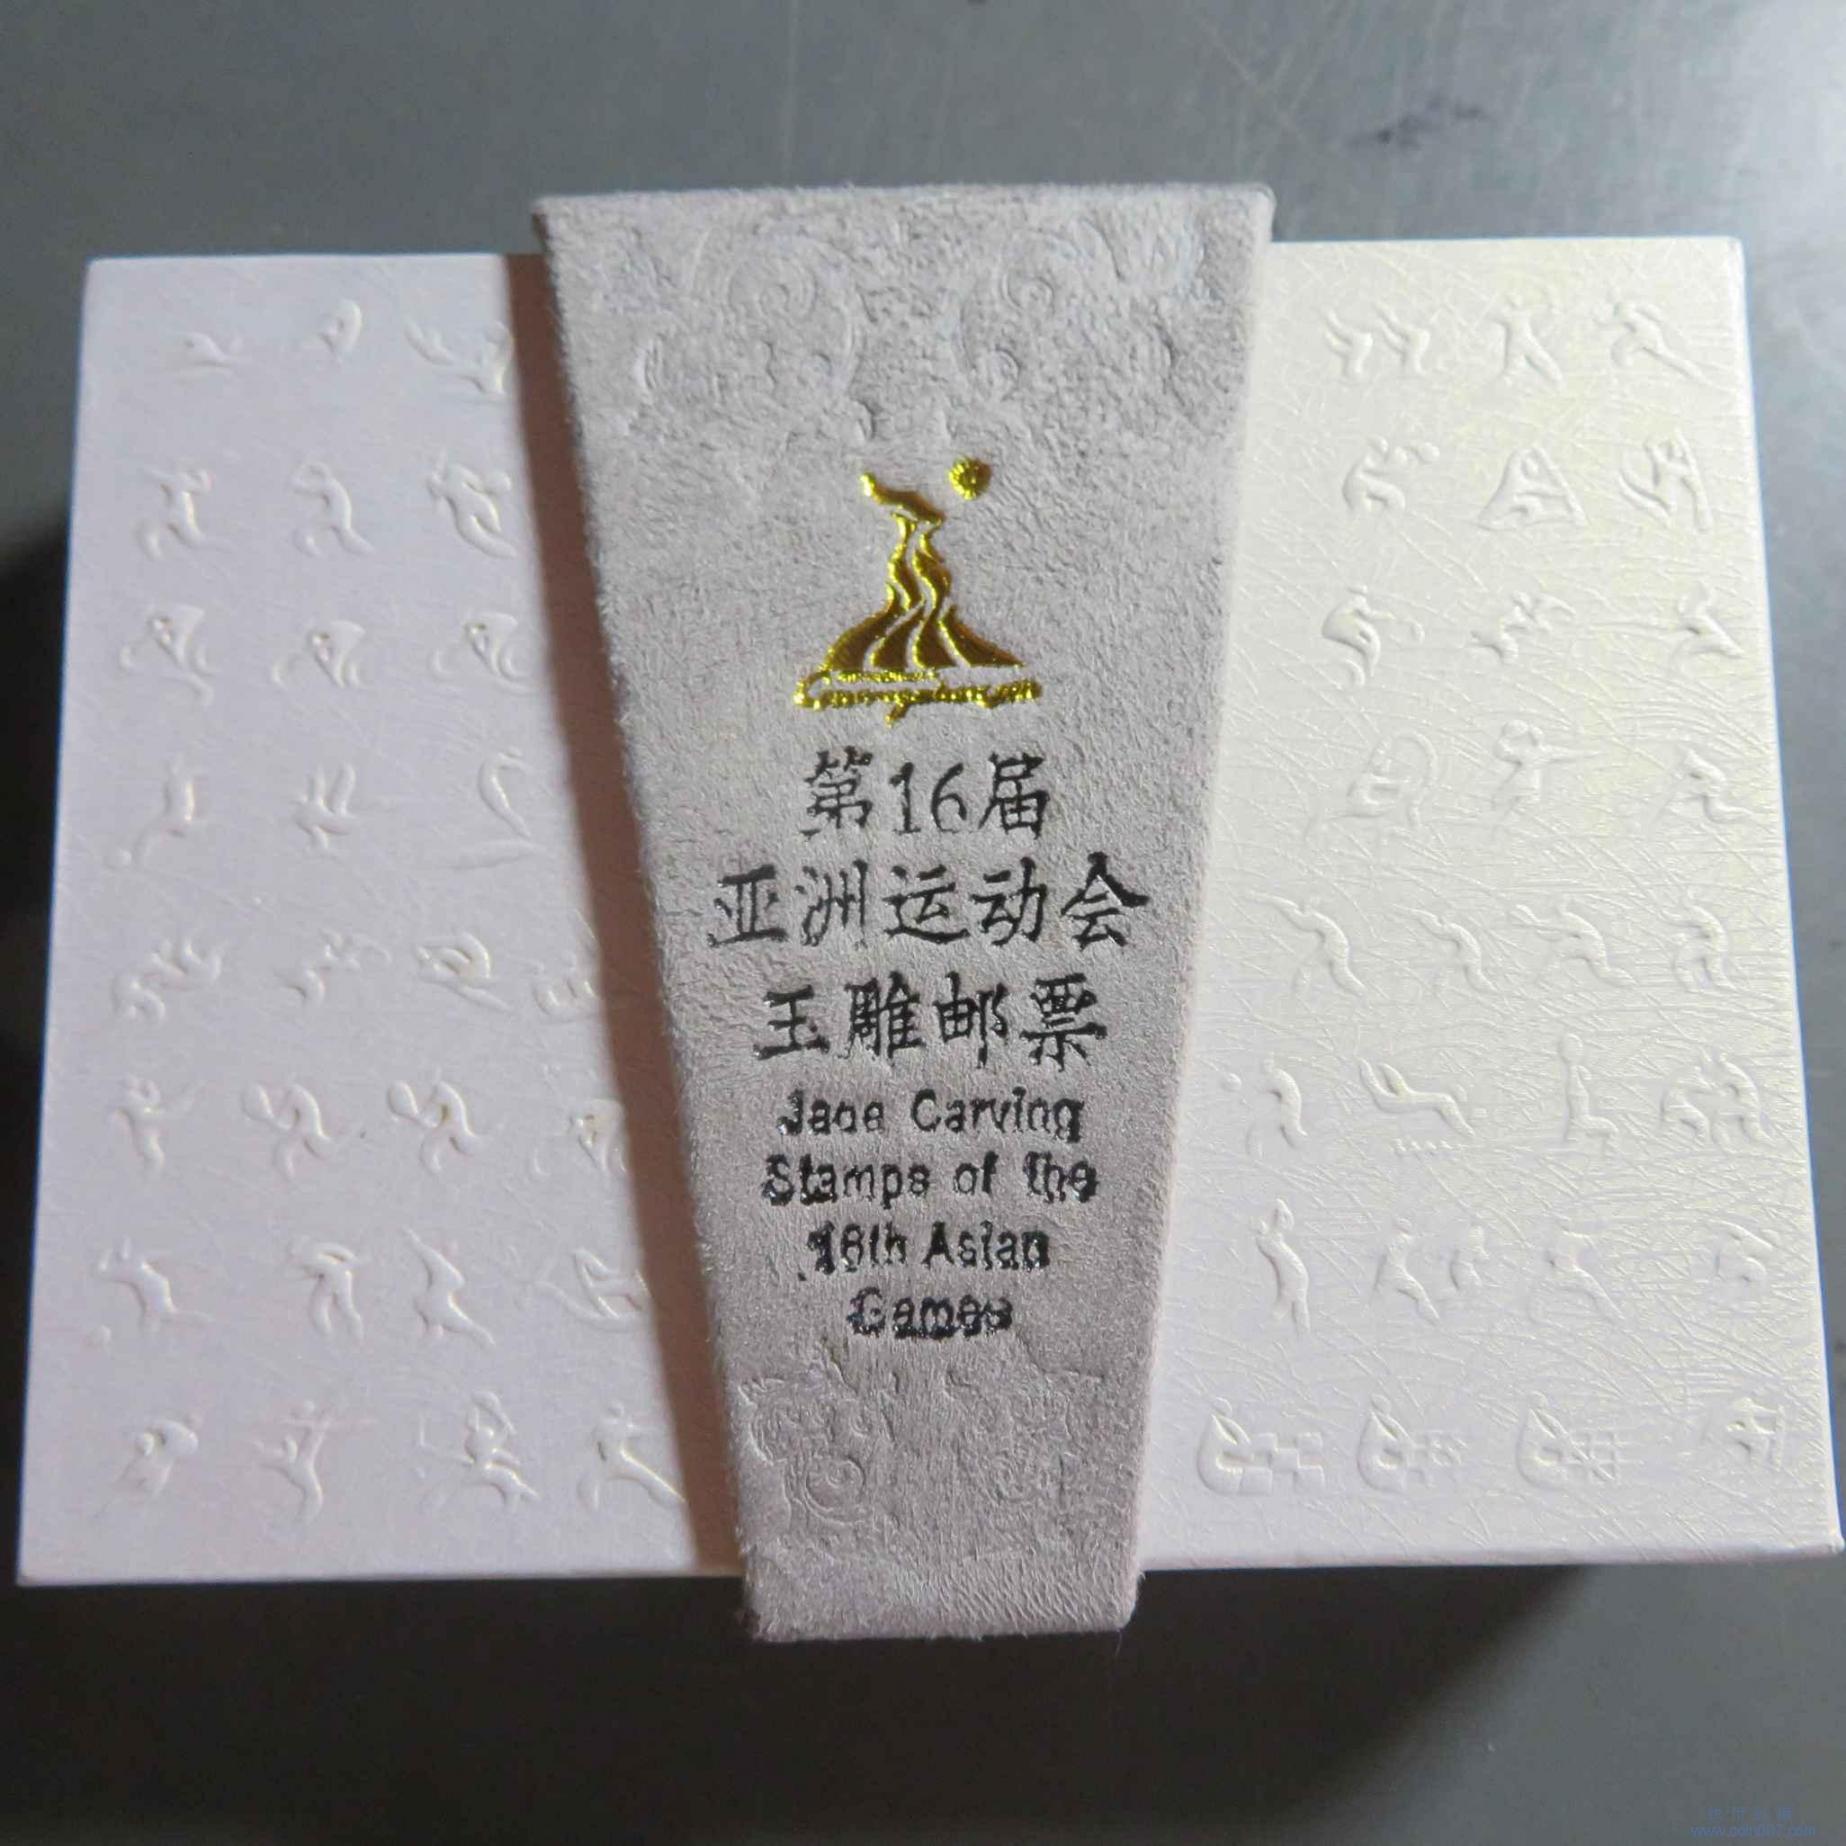 第16届
亚洲运动会
玉雕邮票
Jade Carving
Stamps of the
16th Asian
Games